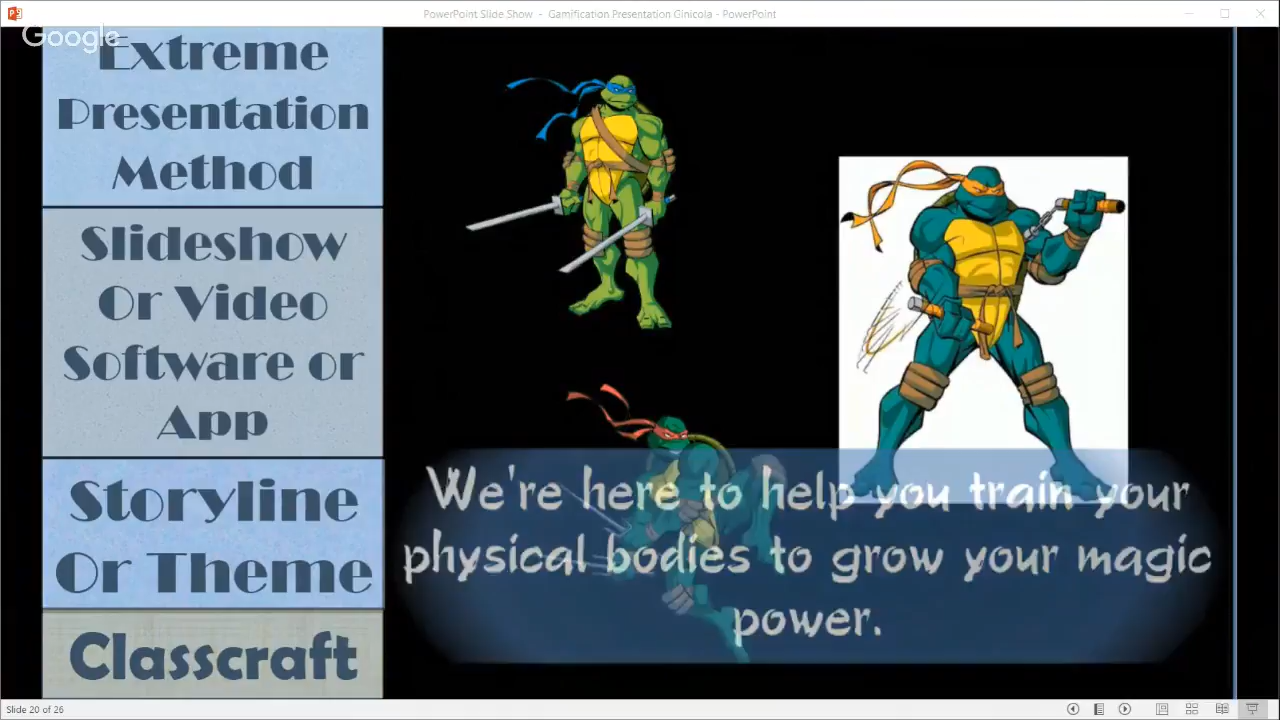 PowerPoint Slide Show - Gamification Presentation Ginicola - PowerPoint
Google
Extreme
Presentation
Method
Slideshow
Or Video
Software or
App
Storyline
Or Theme
Classcraft
We're here to help you train your
physical bodies to grow your magic
power.
Slide 20 of 26